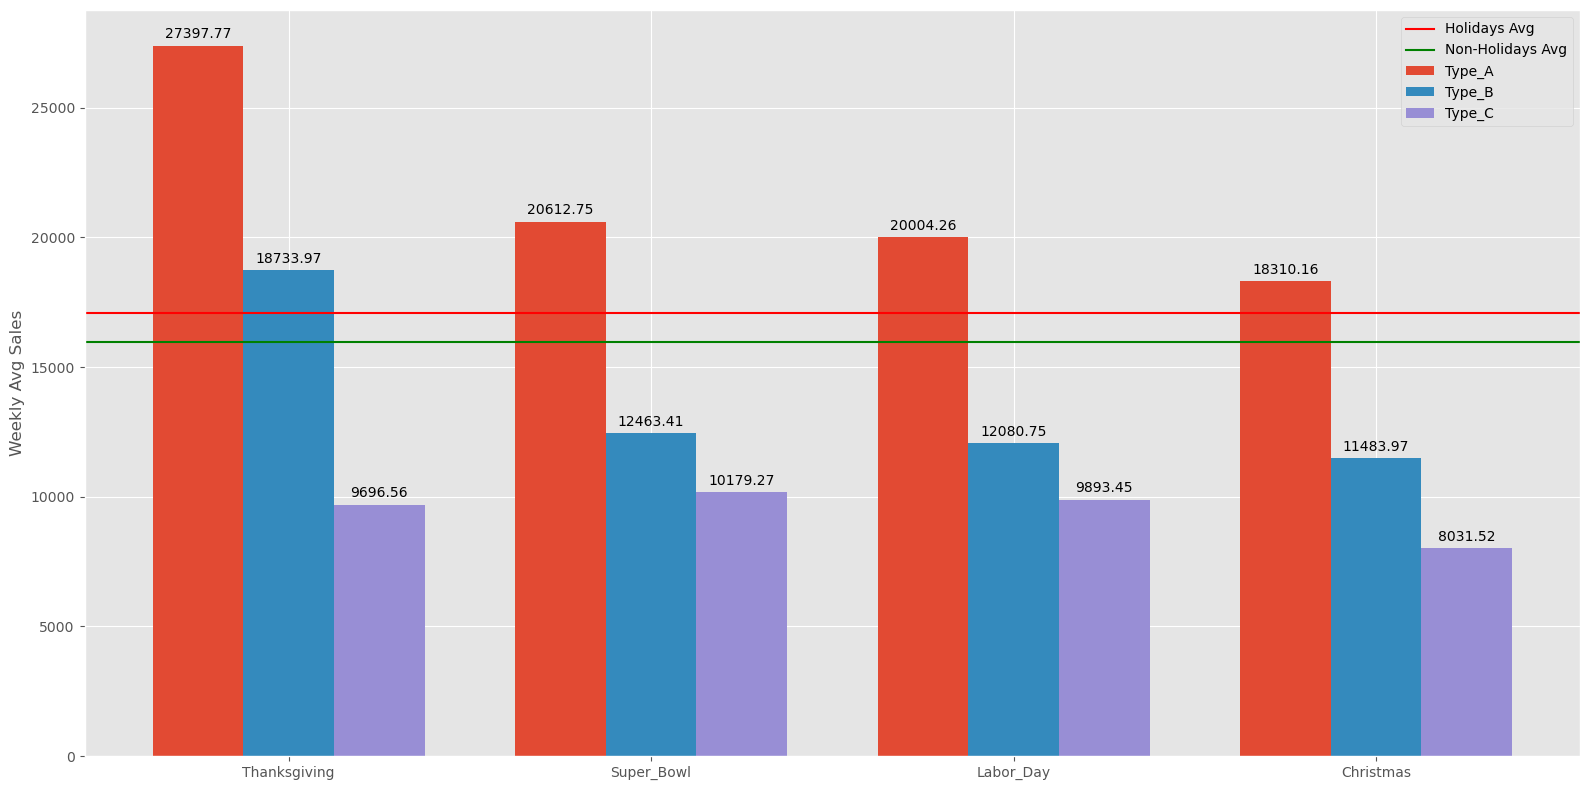 27397.77
Holidays Avg
Non-Holidays Avg
Type_A
Type_B
Type_C
25000
20612.75
20000
20004.26
18733.97
18310.16
15000
Weekly Avg Sales
12463.41
12080.75
11483.97
10179.27
10000
9696.56
9893.45
8031.52
5000
0
Thanksgiving Super_Bowl Labor_Day Christmas